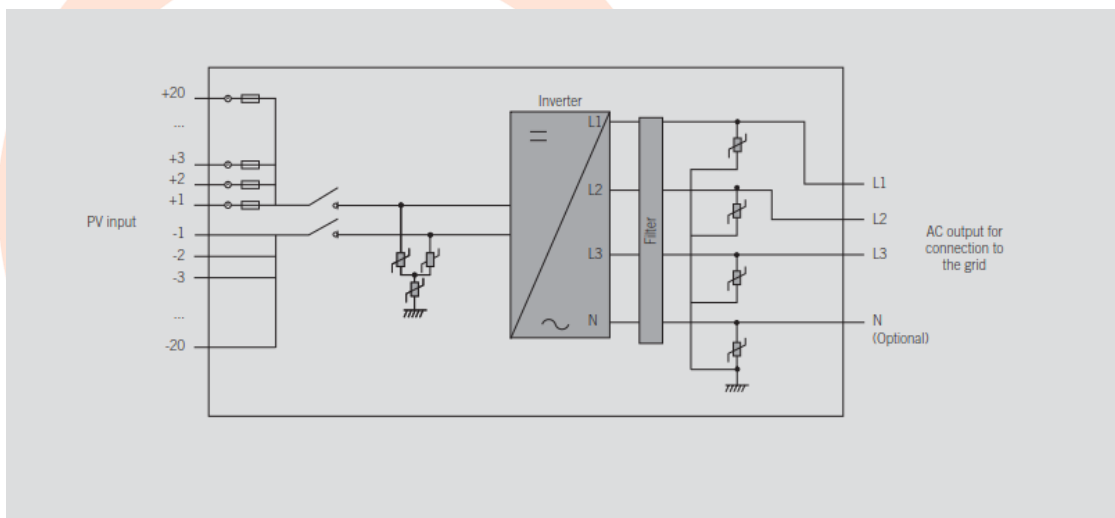 +20
...
+3
+2
+1
PV input
-1
-2
-3
...
-20
Inverter
L1
L2
L3
N
Filter
L1
L2
L3
N
(Optional)
AC output for
connection to
the grid